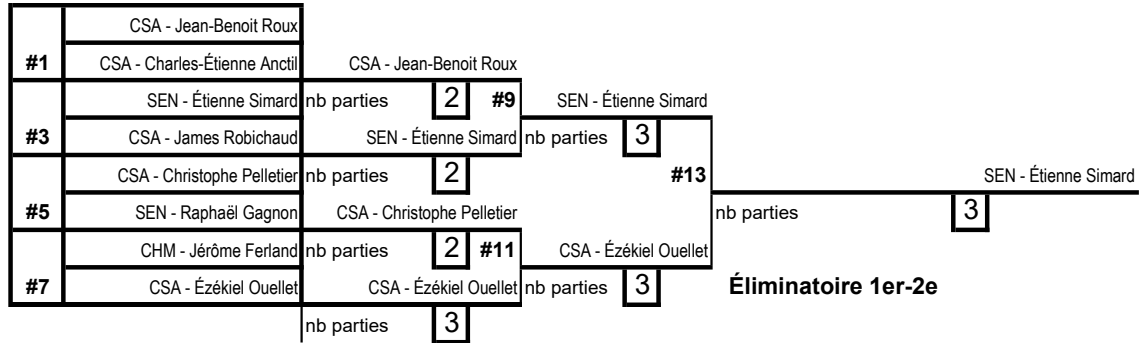 CSA - Jean-Benoit Roux
#1 CSA - Charles-Étienne Anctil CSA - Jean-Benoit Roux
SEN - Étienne Simard nb parties 2 #9 SEN - Étienne Simard
#3 CSA - James Robichaud SEN - Étienne Simard nb parties 3
CSA - Christophe Pelletier nb parties 2 #13 SEN - Étienne Simard
#5 SEN - Raphaël Gagnon CSA - Christophe Pelletier nb parties 3
CHM - Jérôme Ferland nb parties 2 #11 CSA - Ézékiel Ouellet
#7 CSA - Ézékiel Ouellet CSA - Ézékiel Ouellet nb parties 3 Éliminatoire 1er-2e
nb parties 3